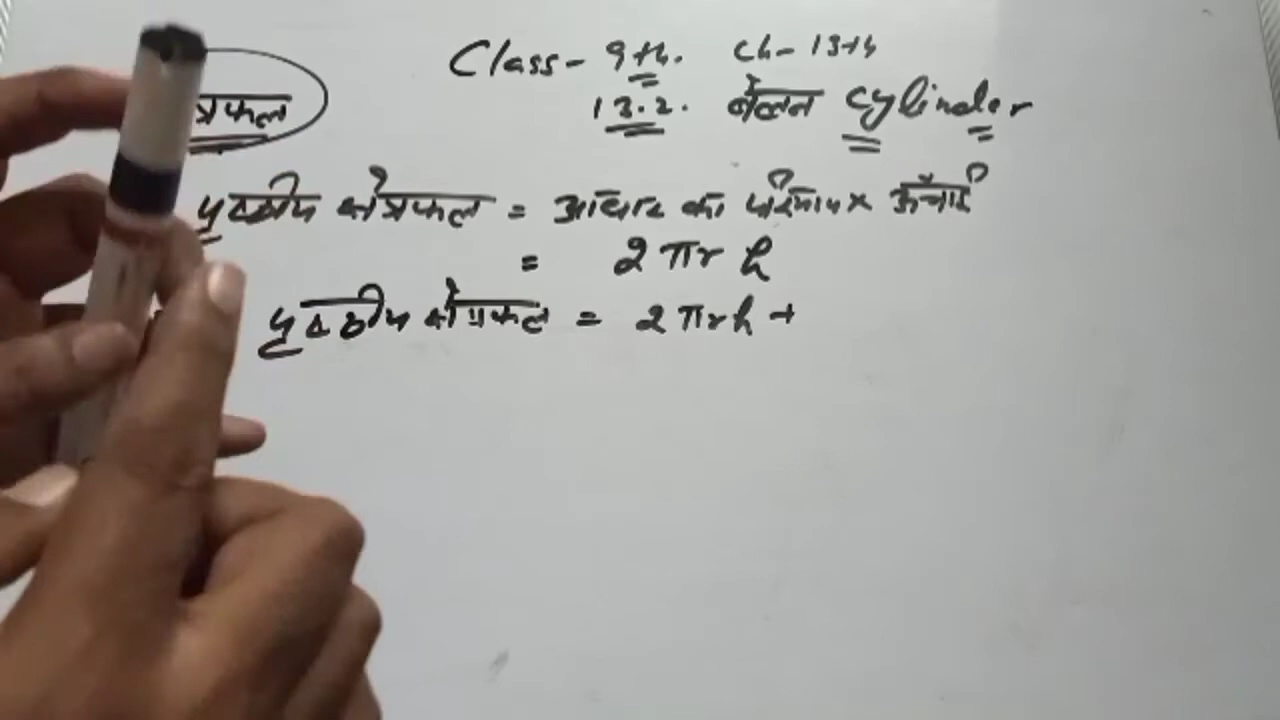 Class - 9th. Ch - 13th
13.2. बेलन Cylinder
त्रफल
पृष्ठीय क्षेत्रफल = आधार का परिमाप × ऊँचाई
= 2πr h
पृष्ठीय क्षेत्रफल = 2πrh +